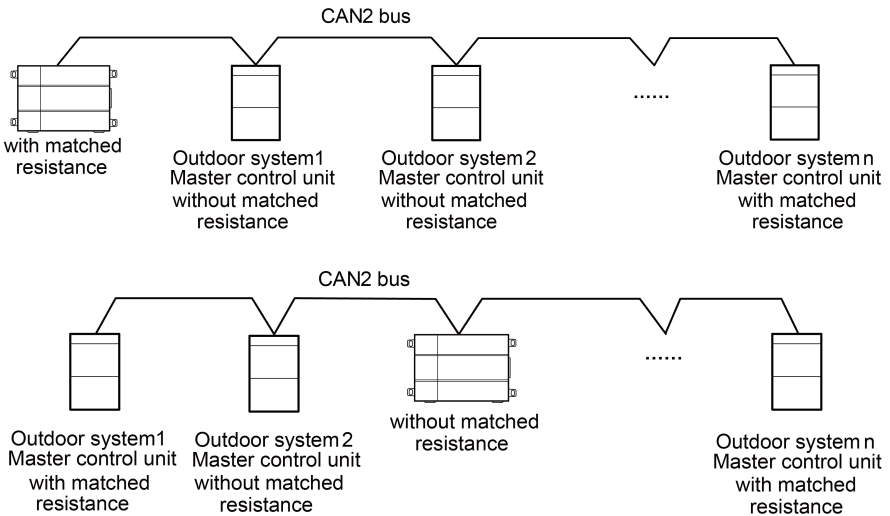 CAN2 bus
with matched
resistance
Outdoor system1
Master control unit
without matched
resistance
Outdoor system 2
Master control unit
without matched
resistance
......
Outdoor system n
Master control unit
with matched
resistance
CAN2 bus
Outdoor system1
Master control unit
with matched
resistance
Outdoor system 2
Master control unit
without matched
resistance
without matched
resistance
......
Outdoor system n
Master control unit
with matched
resistance